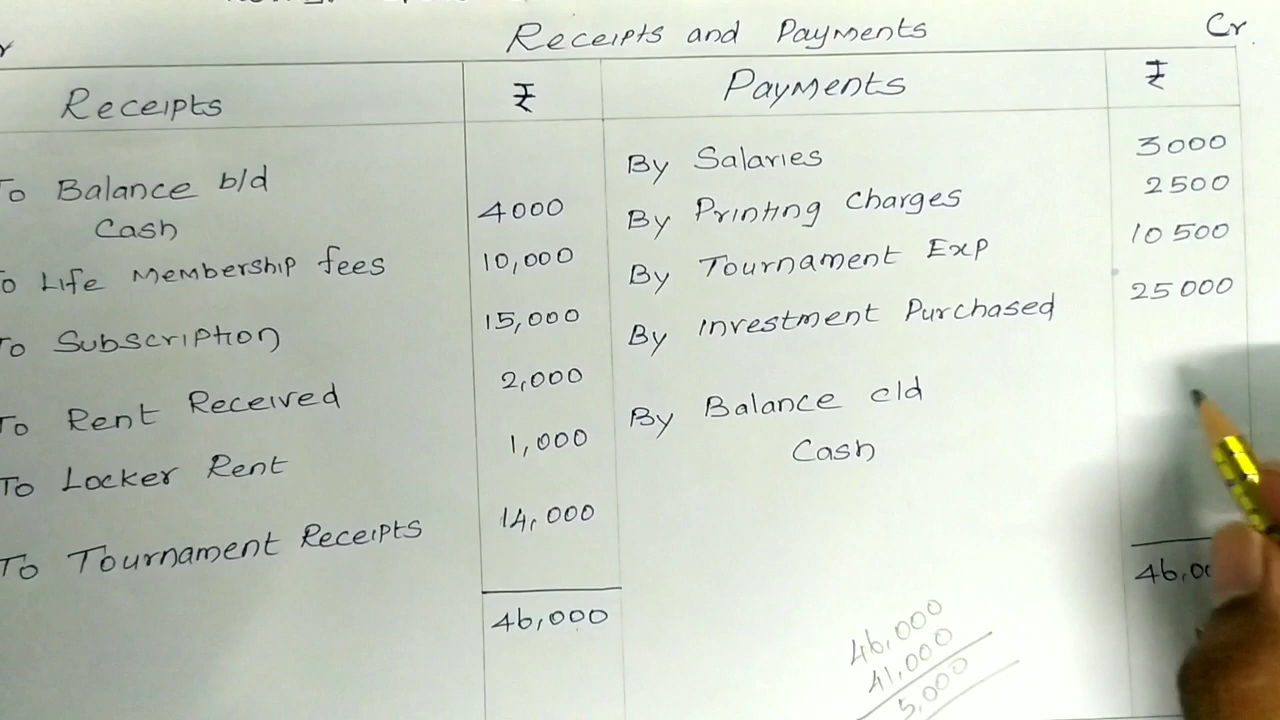 Receipts and Payments Cr
Receipts ₹ Payments ₹
To Balance b/d
Cash 4000
To Life Membership fees 10,000
To Subscription 15,000
To Rent Received 2,000
To Locker Rent 1,000
To Tournament Receipts 14,000
46,000
By Salaries 3000
By Printing Charges 2500
By Tournament Exp 10500
By Investment Purchased 25000
By Balance c/d
Cash
46,00
46,000
41,000
5,000